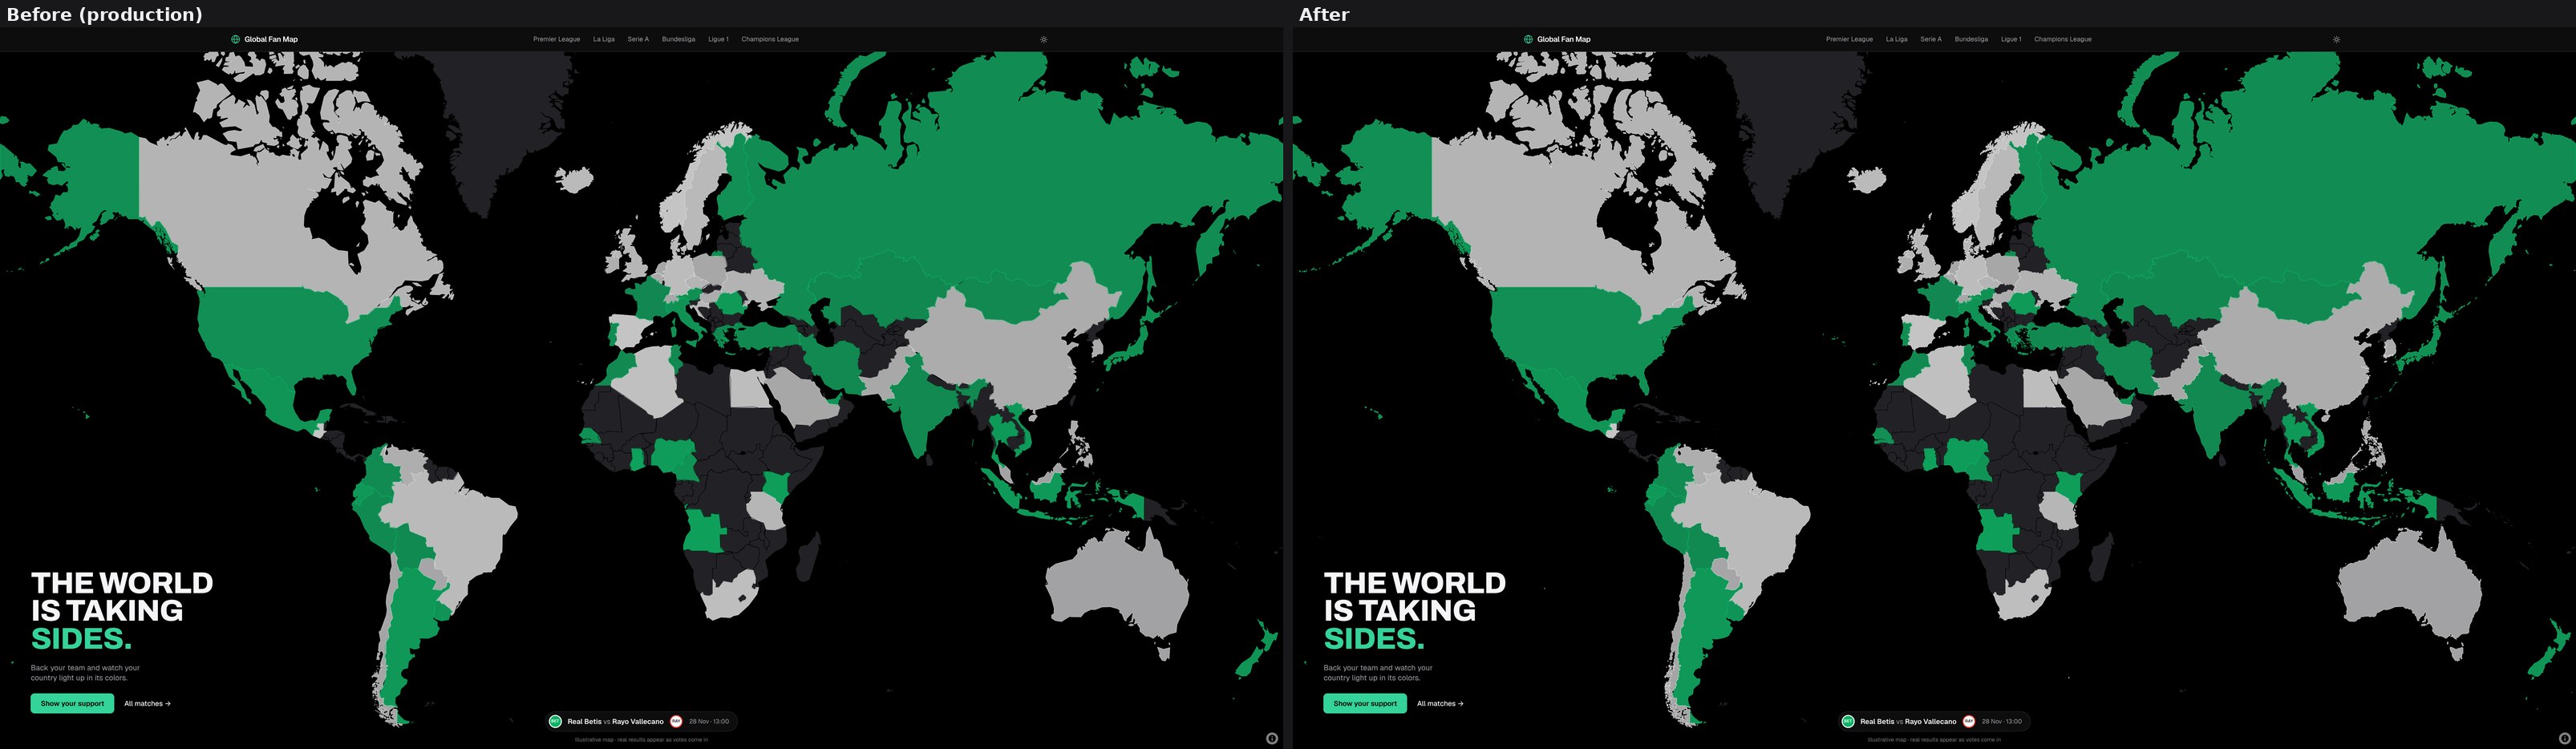 Before (production)
Global Fan Map
Premier League La Liga Serie A Bundesliga Ligue 1 Champions League
THE WORLD
IS TAKING
SIDES.
Back your team and watch your
country light up in its colors.
Show your support All matches →
BET Real Betis vs Rayo Vallecano RAY 28 Nov · 13:00
Illustrative map · real results appear as votes come in
After
Global Fan Map
Premier League La Liga Serie A Bundesliga Ligue 1 Champions League
THE WORLD
IS TAKING
SIDES.
Back your team and watch your
country light up in its colors.
Show your support All matches →
BET Real Betis vs Rayo Vallecano RAY 28 Nov · 13:00
Illustrative map · real results appear as votes come in